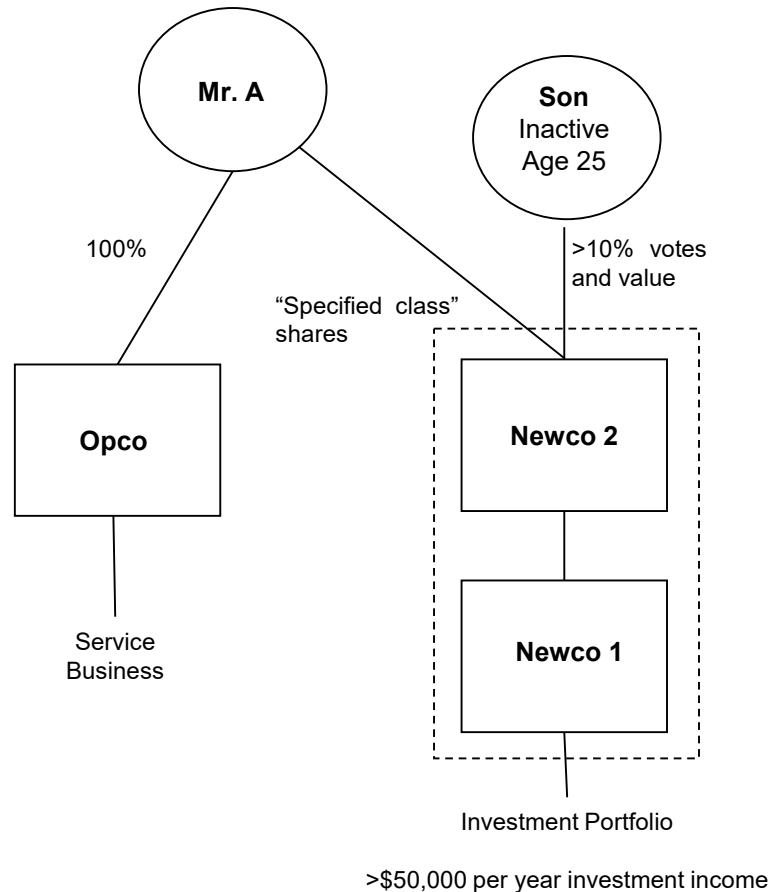 Mr. A
Son
Inactive
Age 25
100%
>10% votes
and value
“Specified class”
shares
Opco
Newco 2
Newco 1
Service
Business
Investment Portfolio
>$50,000 per year investment income